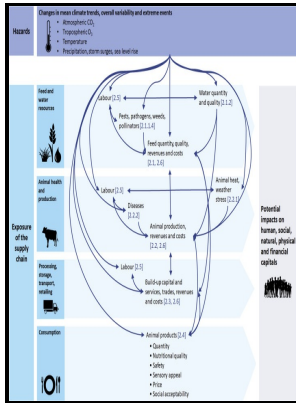 Hazards
Changes in mean climate trends, overall variability and extreme events
• Atmospheric CO₂
• Tropospheric O₃
• Temperature
• Precipitation, storm surges, sea level rise
Feed and
water
resources
Labour [2.5]
Water quantity
and quality [2.1.2]
Pests, pathogens, weeds,
pollinators [2.1.1.4]
Feed quantity, quality,
revenues and costs
[2.1, 2.6]
Animal health
and
production
Labour [2.5]
Animal heat,
weather
stress [2.2.1]
Diseases
[2.2.2]
Animal production,
revenues and costs
[2.2, 2.6]
Exposure of
the supply
chain
Potential
impacts on
human, social,
natural, physical
and financial
capitals
Processing,
storage,
transport,
retailing
Labour [2.5]
Build-up capital and
services, trades, revenues
and costs [2.3, 2.6]
Consumption
Animal products [2.4]
• Quantity
• Nutritional quality
• Safety
• Sensory appeal
• Price
• Social acceptability